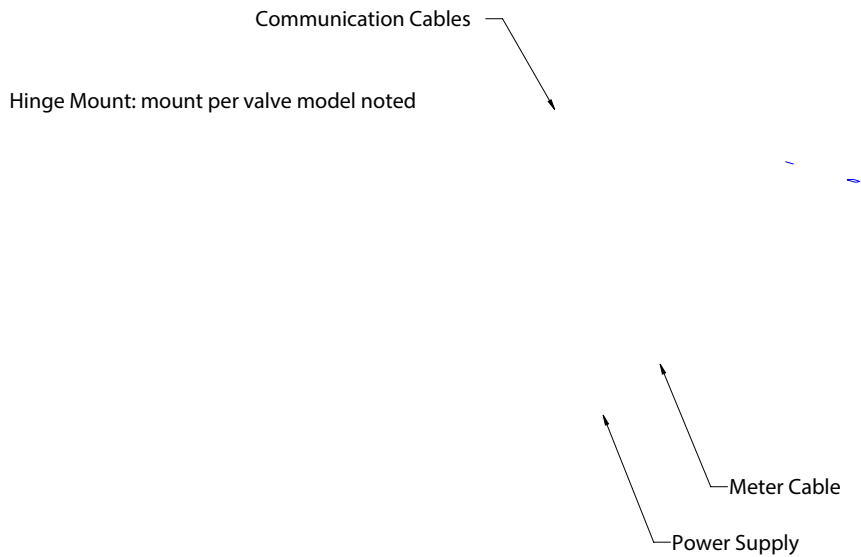 Communication Cables
Hinge Mount: mount per valve model noted
Meter Cable
Power Supply